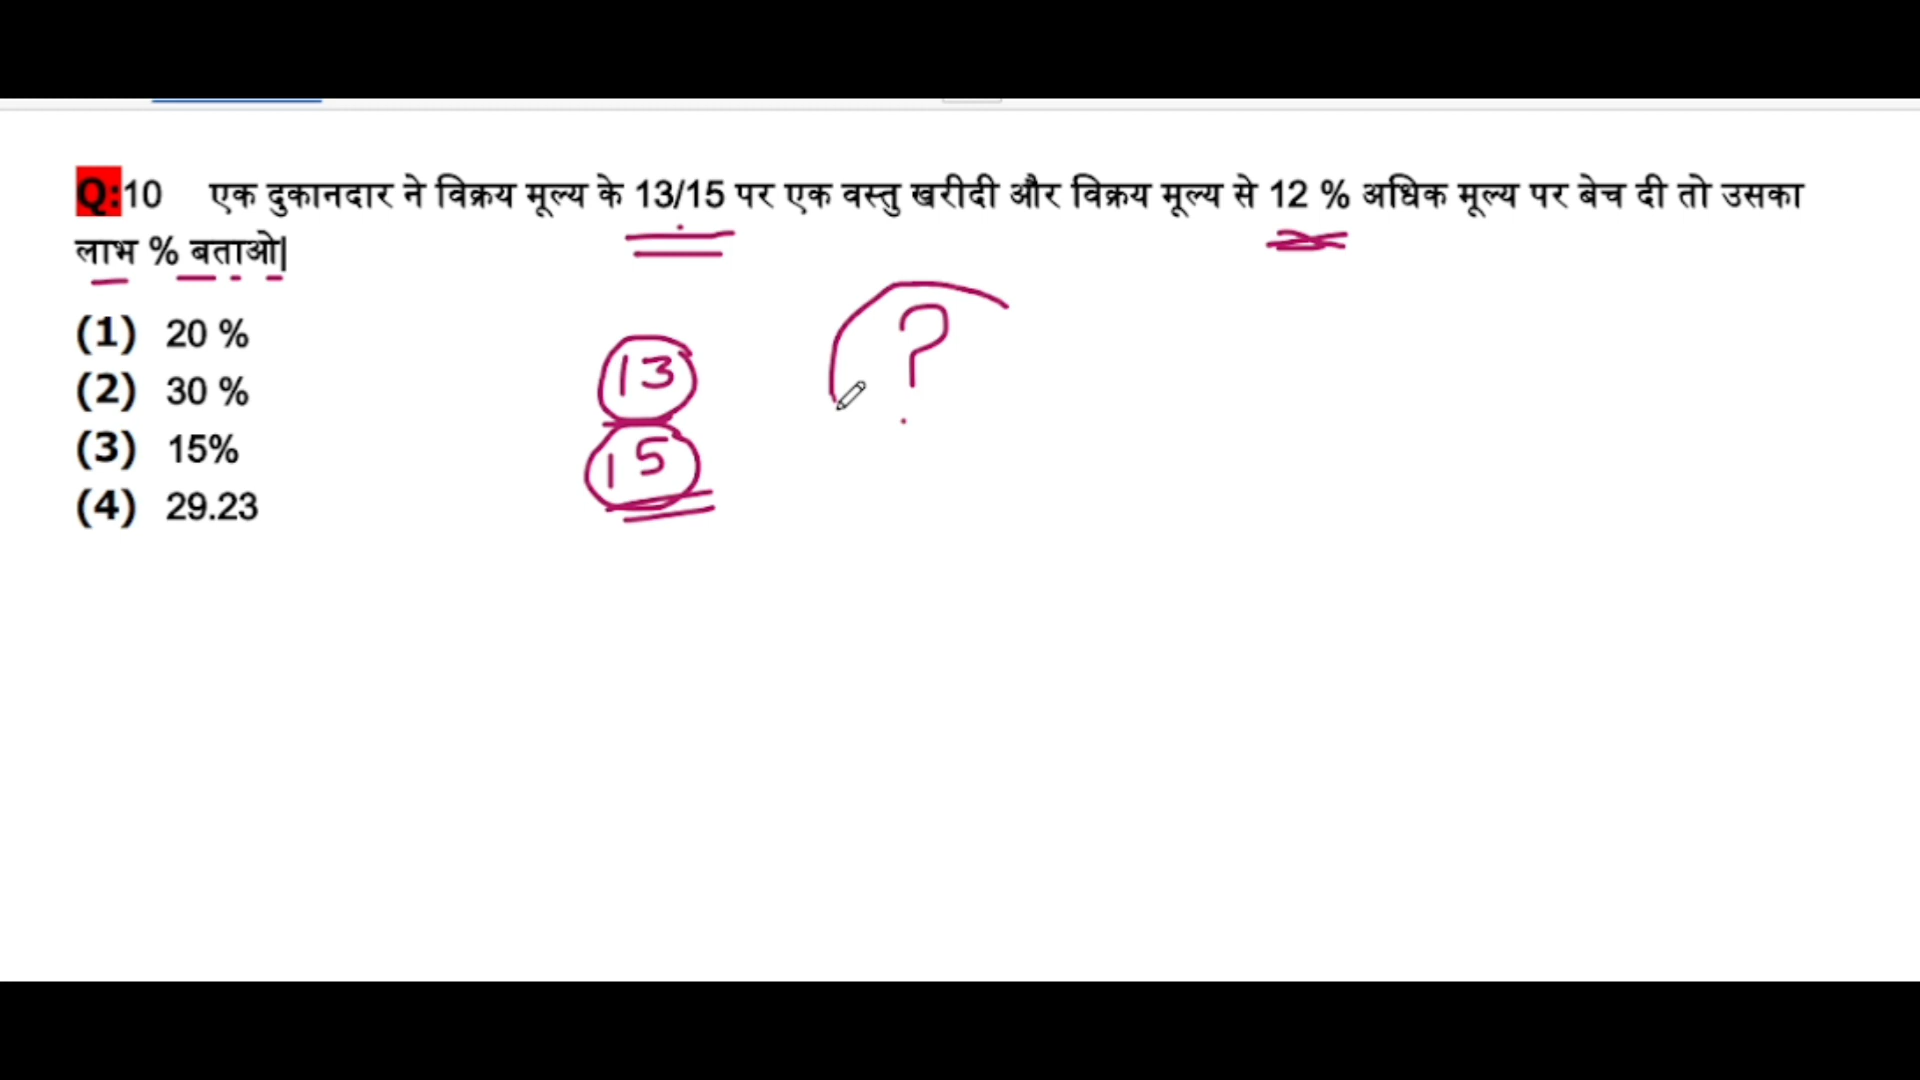 Q:10 एक दुकानदार ने विक्रय मूल्य के 13/15 पर एक वस्तु खरीदी और विक्रय मूल्य से 12 % अधिक मूल्य पर बेच दी तो उसका
लाभ % बताओ|
(1) 20 %
(2) 30 %
(3) 15%
(4) 29.23
13
15
?